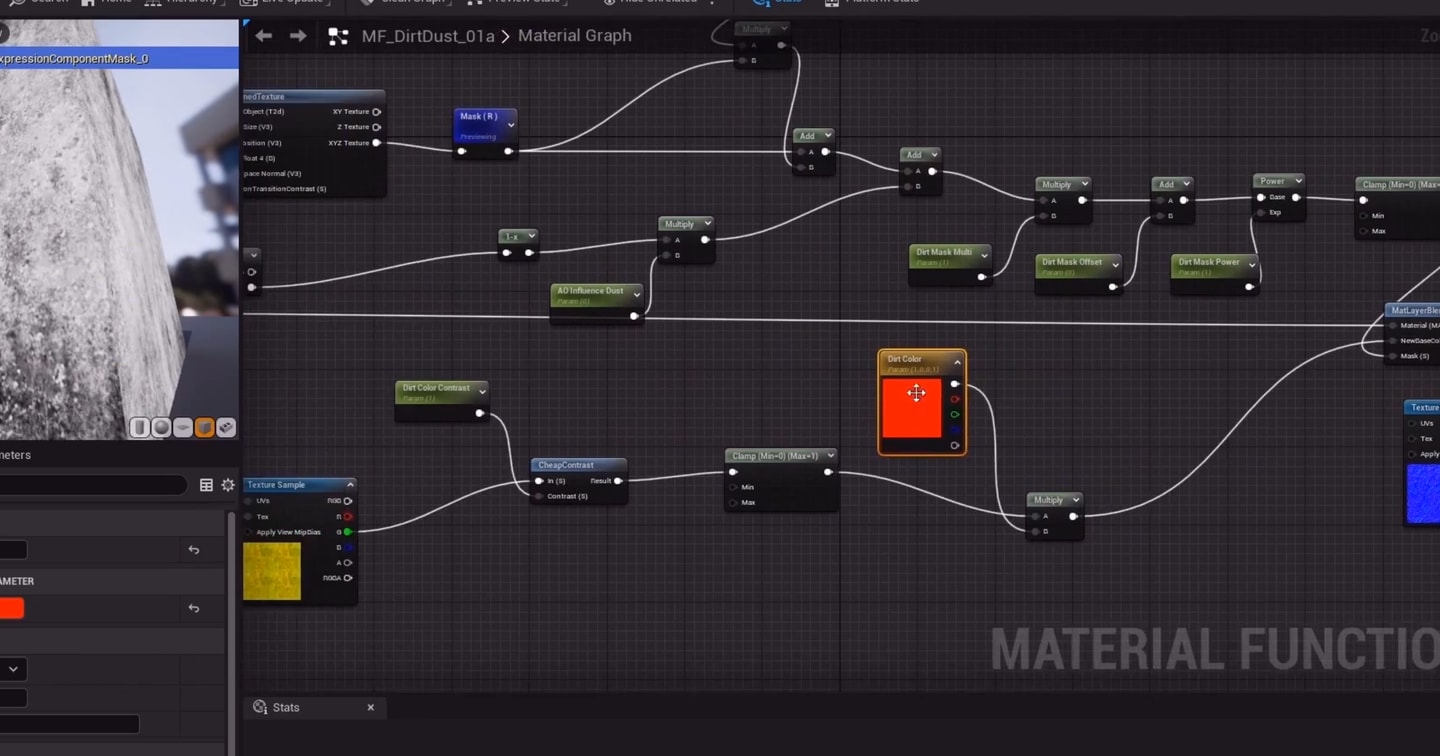 Search
Home
Hierarchy
Live Update
Clean Graph
Preview State
Hide Unrelated
Stats
Platform Stats
MF_DirtDust_01a > Material Graph
xpressionComponentMask_0
Multiply
A
B
nedTexture
Object (T2d)
XY Texture
Size (V3)
Z Texture
osition (V3)
XYZ Texture
loat 4 (B)
pace Normal (V3)
onTransitionContrast (S)
Mask ( R )
Previewing
Add
A
B
Add
A
B
Multiply
A
B
Add
A
B
Power
Base
Exp
Clamp (Min=0) (Max=
Min
Max
1-x
Multiply
A
B
AO Influence Dust
Param (0)
Dirt Mask Multi
Param (1)
Dirt Mask Offset
Param (0)
Dirt Mask Power
Param (1)
MatLayerBle
Material (MA
NewBaseCol
Mask (S)
Dirt Color
Param (1,0,0,1)
Dirt Color Contrast
Param (1)
CheapContrast
In (S)
Result
Contrast (S)
Clamp (Min=0) (Max=1)
Min
Max
Multiply
A
B
Texture
UVs
Tex
Apply
Texture Sample
UVs
RGB
Tex
R
Apply View MipBias
G
B
A
RGBA
meters
AMETER
MATERIAL FUNCTIO
Stats